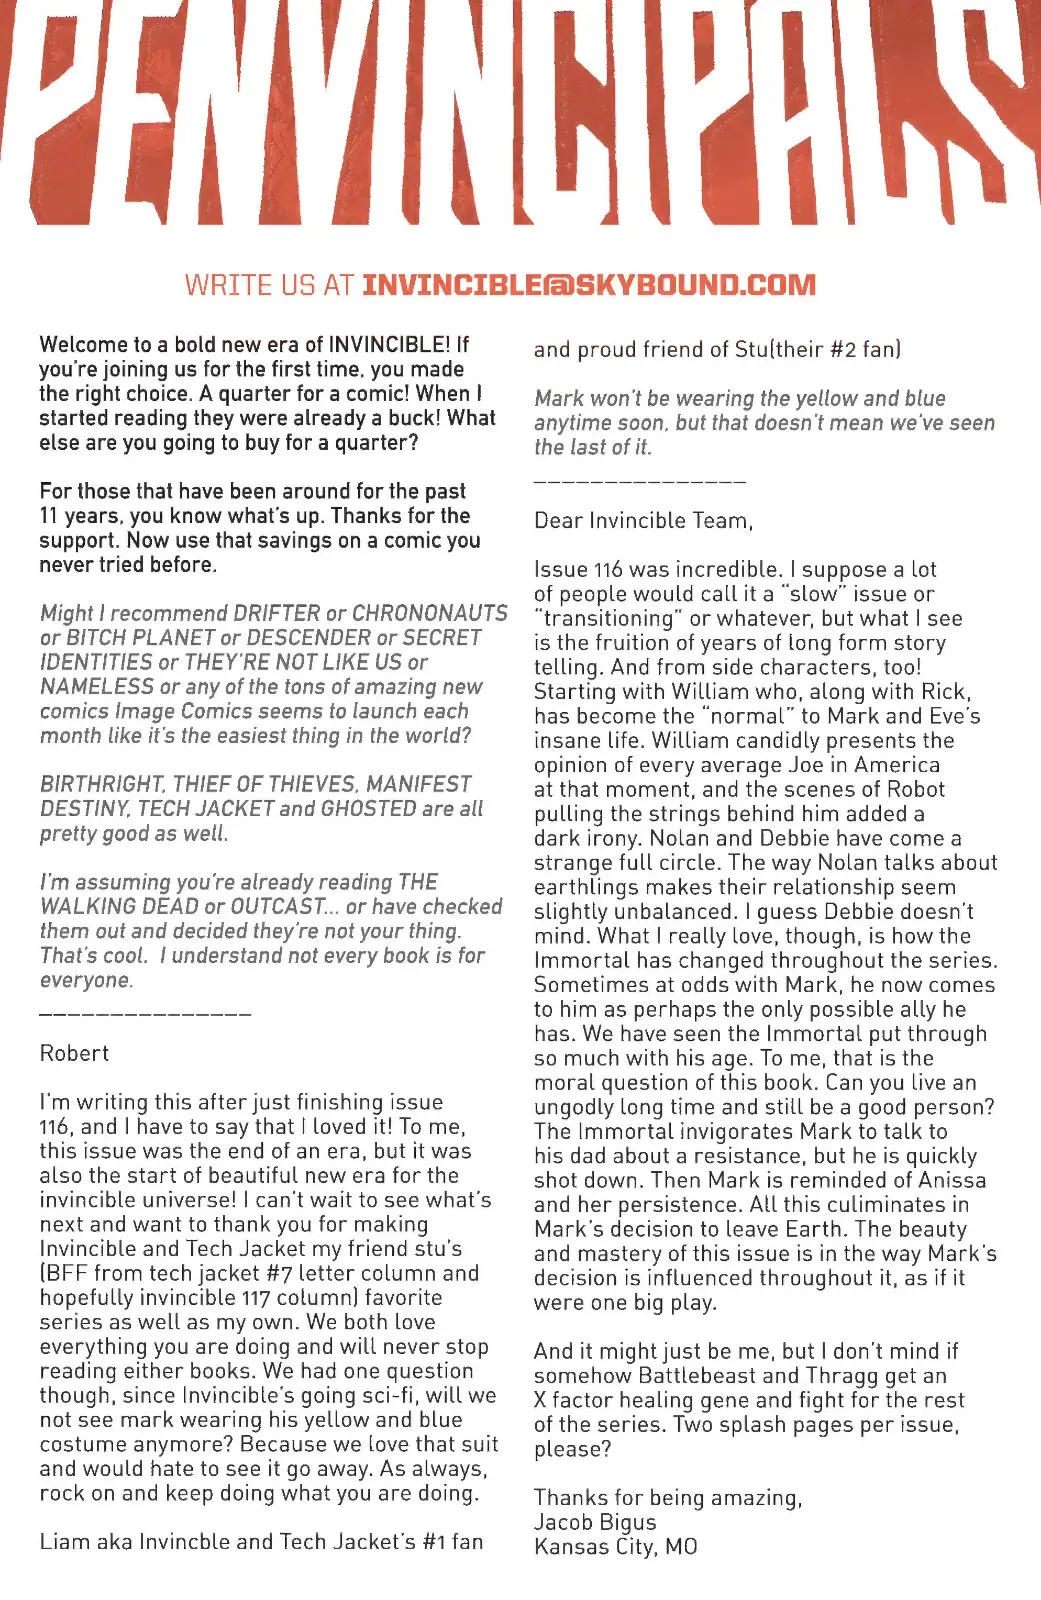 PENVINCIPALS
WRITE US AT INVINCIBLE@SKYBOUND.COM
Welcome to a bold new era of INVINCIBLE! If
you're joining us for the first time, you made
the right choice. A quarter for a comic! When I
started reading they were already a buck! What
else are you going to buy for a quarter?
For those that have been around for the past
11 years, you know what's up. Thanks for the
support. Now use that savings on a comic you
never tried before.
Might I recommend DRIFTER or CHRONONAUTS
or BITCH PLANET or DESCENDER or SECRET
IDENTITIES or THEY'RE NOT LIKE US or
NAMELESS or any of the tons of amazing new
comics Image Comics seems to launch each
month like it's the easiest thing in the world?
BIRTHRIGHT, THIEF OF THIEVES, MANIFEST
DESTINY, TECH JACKET and GHOSTED are all
pretty good as well.
I'm assuming you're already reading THE
WALKING DEAD or OUTCAST... or have checked
them out and decided they're not your thing.
That's cool.  I understand not every book is for
everyone.
_______________
Robert
I'm writing this after just finishing issue
116, and I have to say that I loved it! To me,
this issue was the end of an era, but it was
also the start of beautiful new era for the
invincible universe! I can't wait to see what's
next and want to thank you for making
Invincible and Tech Jacket my friend stu's
(BFF from tech jacket #7 letter column and
hopefully invincible 117 column) favorite
series as well as my own. We both love
everything you are doing and will never stop
reading either books. We had one question
though, since Invincible's going sci-fi, will we
not see mark wearing his yellow and blue
costume anymore? Because we love that suit
and would hate to see it go away. As always,
rock on and keep doing what you are doing.
Liam aka Invincble and Tech Jacket's #1 fan
and proud friend of Stu(their #2 fan)
Mark won't be wearing the yellow and blue
anytime soon, but that doesn't mean we've seen
the last of it.
_______________
Dear Invincible Team,
Issue 116 was incredible. I suppose a lot
of people would call it a "slow" issue or
"transitioning" or whatever, but what I see
is the fruition of years of long form story
telling. And from side characters, too!
Starting with William who, along with Rick,
has become the "normal" to Mark and Eve's
insane life. William candidly presents the
opinion of every average Joe in America
at that moment, and the scenes of Robot
pulling the strings behind him added a
dark irony. Nolan and Debbie have come a
strange full circle. The way Nolan talks about
earthlings makes their relationship seem
slightly unbalanced. I guess Debbie doesn't
mind. What I really love, though, is how the
Immortal has changed throughout the series.
Sometimes at odds with Mark, he now comes
to him as perhaps the only possible ally he
has. We have seen the Immortal put through
so much with his age. To me, that is the
moral question of this book. Can you live an
ungodly long time and still be a good person?
The Immortal invigorates Mark to talk to
his dad about a resistance, but he is quickly
shot down. Then Mark is reminded of Anissa
and her persistence. All this culiminates in
Mark's decision to leave Earth. The beauty
and mastery of this issue is in the way Mark's
decision is influenced throughout it, as if it
were one big play.
And it might just be me, but I don't mind if
somehow Battlebeast and Thragg get an
X factor healing gene and fight for the rest
of the series. Two splash pages per issue,
please?
Thanks for being amazing,
Jacob Bigus
Kansas City, MO